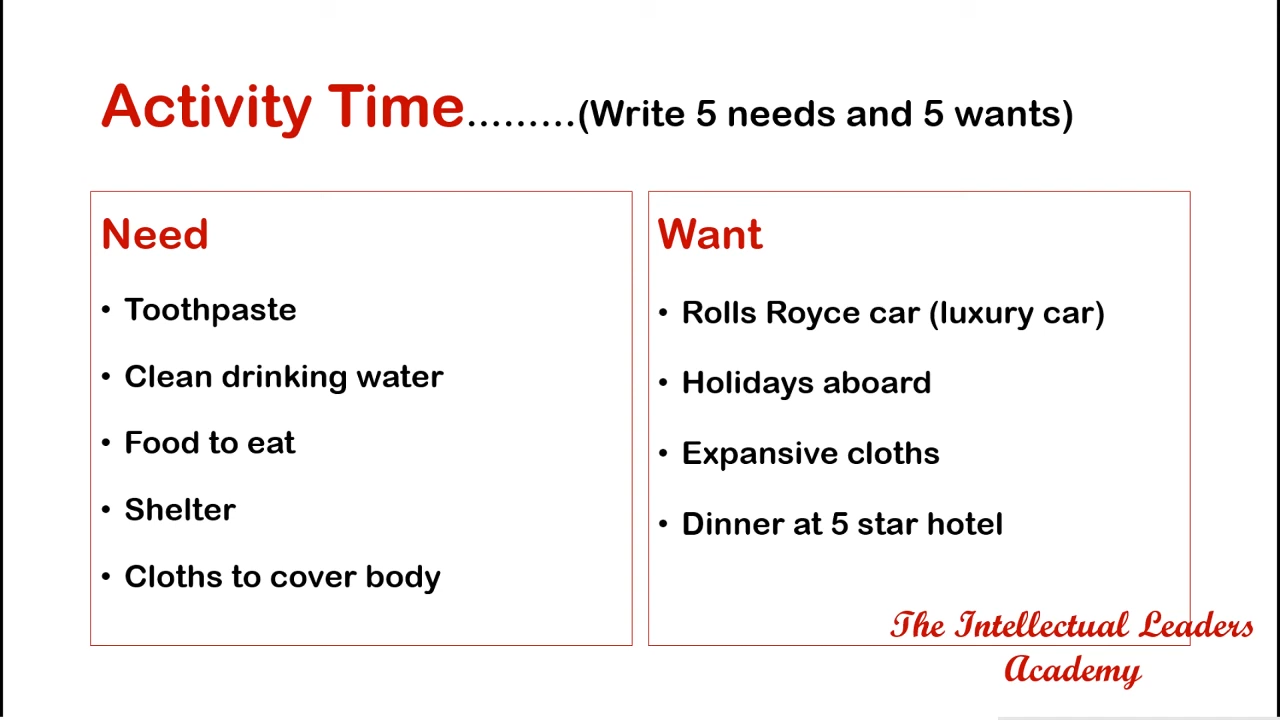 Activity Time.........(Write 5 needs and 5 wants)
Need
• Toothpaste
• Clean drinking water
• Food to eat
• Shelter
• Cloths to cover body
Want
• Rolls Royce car (luxury car)
• Holidays aboard
• Expansive cloths
• Dinner at 5 star hotel
The Intellectual Leaders
Academy